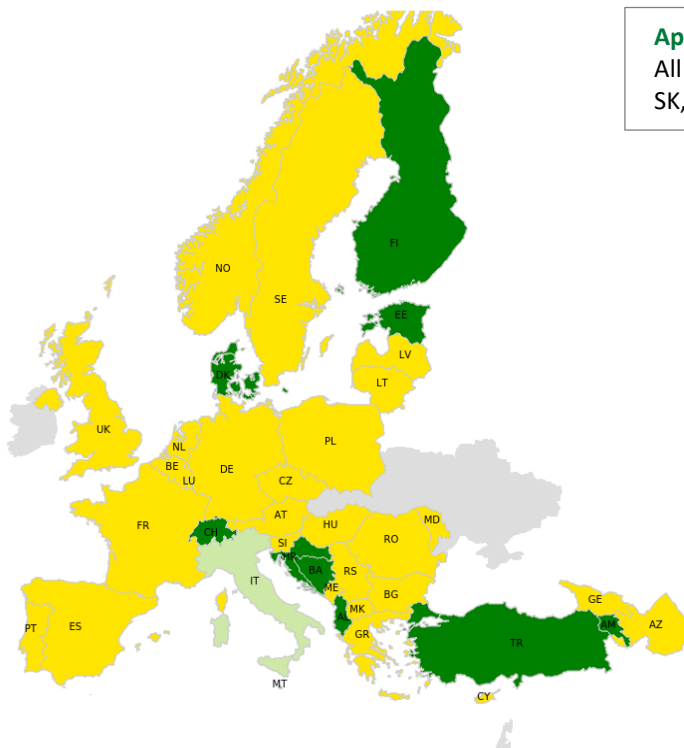 Ap
All
SK,
FI
NO
SE
EE
LV
DK
LT
UK
NL
PL
BE
DE
LU
CZ
AT
FR
MD
CH
HU
RO
SI
HR
BA
RS
IT
ME
BG
GE
MK
AL
AM
AZ
PT
ES
GR
TR
MT
CY